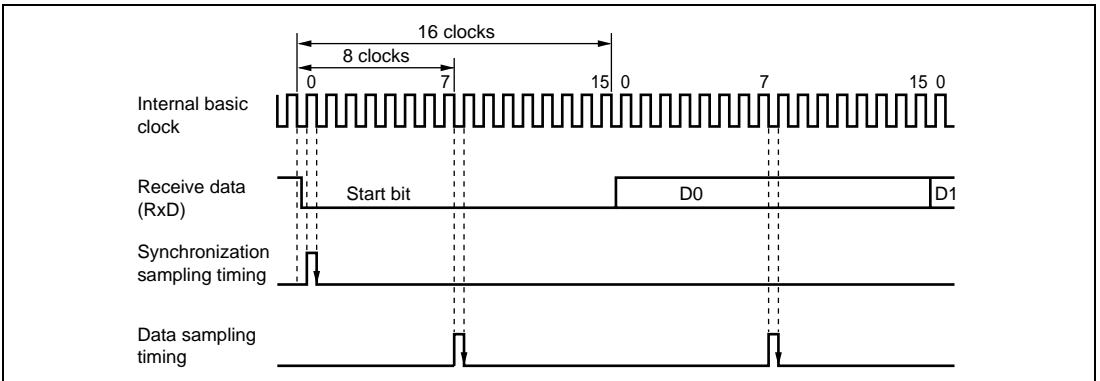 16 clocks
8 clocks
0 7 15 0 7 15 0
Internal basic
clock
Receive data
(RxD)
Start bit D0 D1
Synchronization
sampling timing
Data sampling
timing